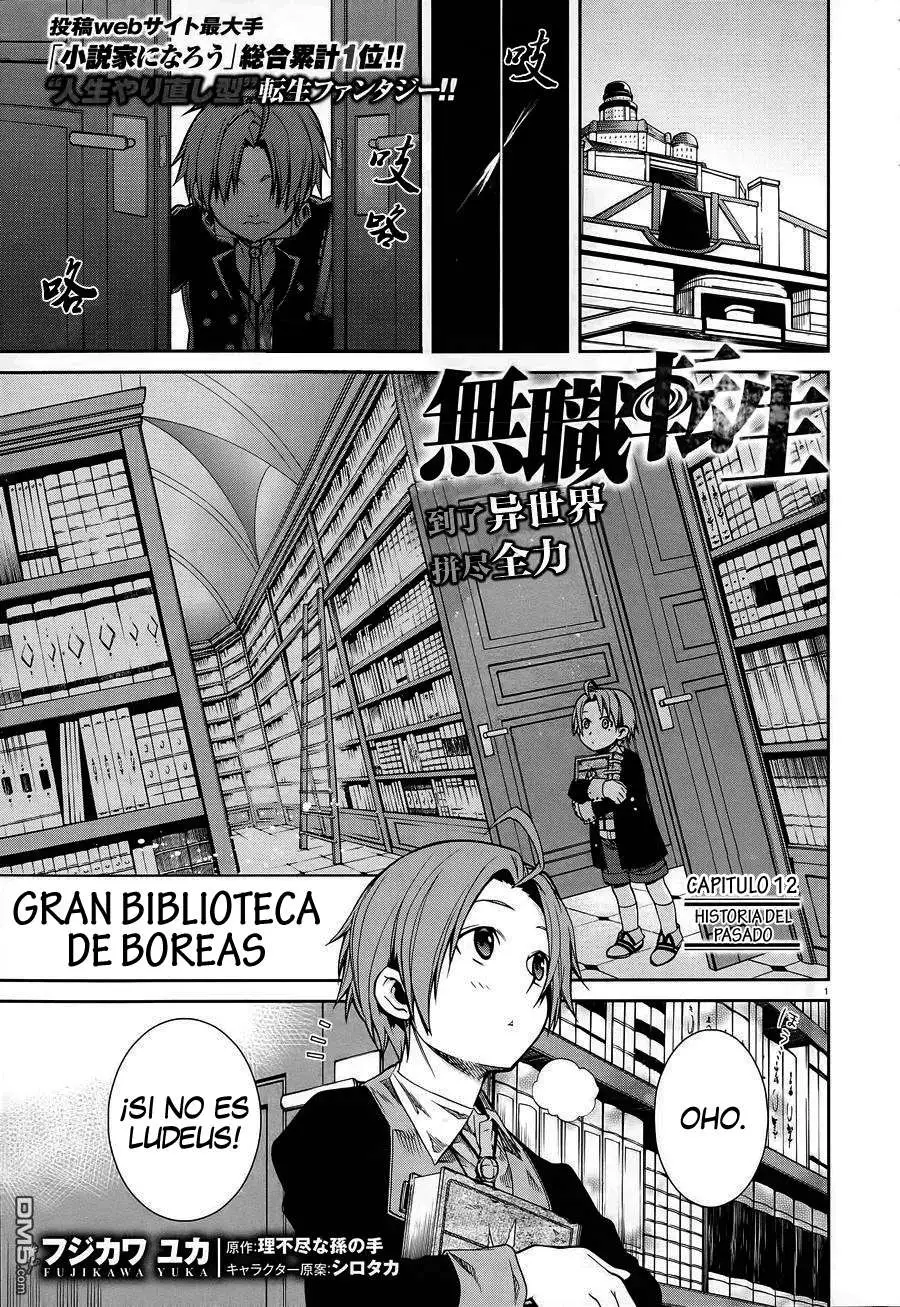 投稿webサイト最大手
「小説家になろう」総合累計1位!!
“人生やり直し型”転生ファンタジー!!
吱
吱
咯
咯
無職転生
到了异世界
拼尽全力
GRAN BIBLIOTECA
DE BOREAS
CAPITULO 12
HISTORIA DEL
PASADO
1
ほぅ
OHO.
¡SI NO ES
LUDEUS!
フジカワ ユカ
FUJIKAWA YUKA
原作:理不尽な孫の手
キャラクター原案:シロタカ
DM5.com